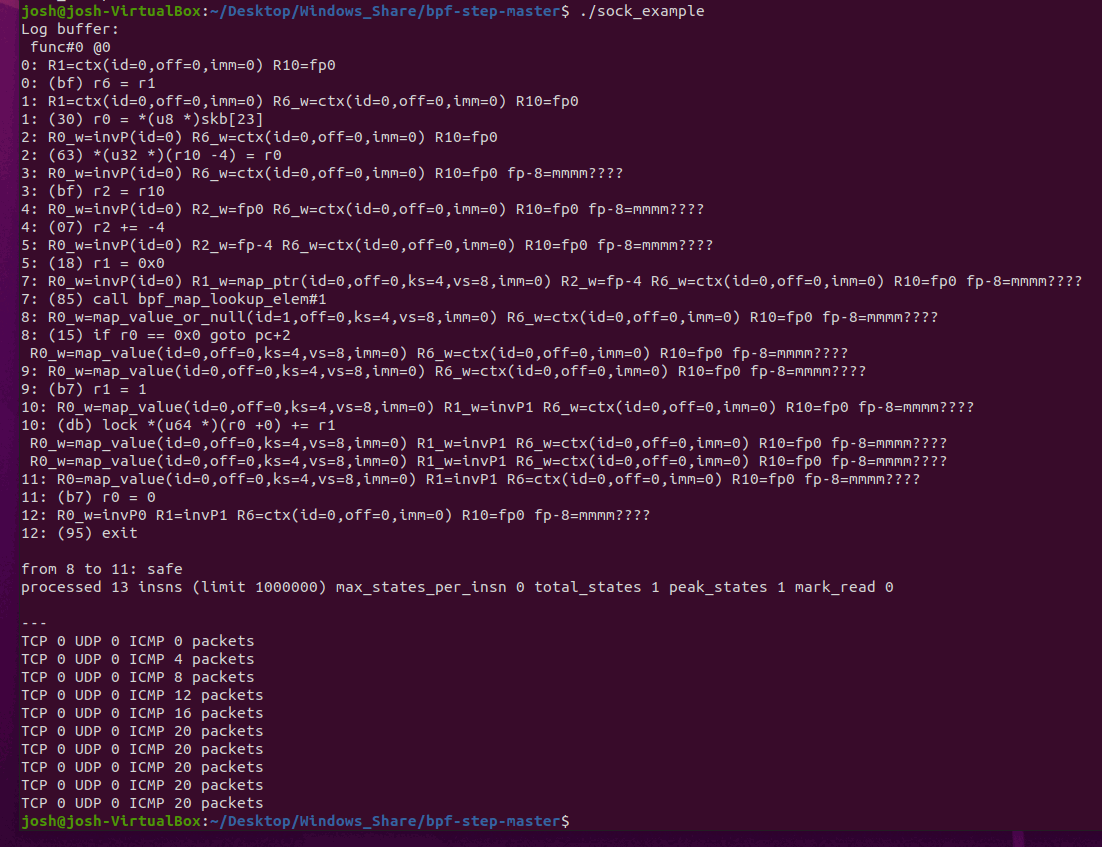 josh@josh-VirtualBox:~/Desktop/Windows_Share/bpf-step-master$ ./sock_example
Log buffer:
 func#0 @0
0: R1=ctx(id=0,off=0,imm=0) R10=fp0
0: (bf) r6 = r1
1: R1=ctx(id=0,off=0,imm=0) R6_w=ctx(id=0,off=0,imm=0) R10=fp0
1: (30) r0 = *(u8 *)skb[23]
2: R0_w=invP(id=0) R6_w=ctx(id=0,off=0,imm=0) R10=fp0
2: (63) *(u32 *)(r10 -4) = r0
3: R0_w=invP(id=0) R6_w=ctx(id=0,off=0,imm=0) R10=fp0 fp-8=mmmm????
3: (bf) r2 = r10
4: R0_w=invP(id=0) R2_w=fp0 R6_w=ctx(id=0,off=0,imm=0) R10=fp0 fp-8=mmmm????
4: (07) r2 += -4
5: R0_w=invP(id=0) R2_w=fp-4 R6_w=ctx(id=0,off=0,imm=0) R10=fp0 fp-8=mmmm????
5: (18) r1 = 0x0
7: R0_w=invP(id=0) R1_w=map_ptr(id=0,off=0,ks=4,vs=8,imm=0) R2_w=fp-4 R6_w=ctx(id=0,off=0,imm=0) R10=fp0 fp-8=mmmm????
7: (85) call bpf_map_lookup_elem#1
8: R0_w=map_value_or_null(id=1,off=0,ks=4,vs=8,imm=0) R6_w=ctx(id=0,off=0,imm=0) R10=fp0 fp-8=mmmm????
8: (15) if r0 == 0x0 goto pc+2
 R0_w=map_value(id=0,off=0,ks=4,vs=8,imm=0) R6_w=ctx(id=0,off=0,imm=0) R10=fp0 fp-8=mmmm????
9: R0_w=map_value(id=0,off=0,ks=4,vs=8,imm=0) R6_w=ctx(id=0,off=0,imm=0) R10=fp0 fp-8=mmmm????
9: (b7) r1 = 1
10: R0_w=map_value(id=0,off=0,ks=4,vs=8,imm=0) R1_w=invP1 R6_w=ctx(id=0,off=0,imm=0) R10=fp0 fp-8=mmmm????
10: (db) lock *(u64 *)(r0 +0) += r1
 R0_w=map_value(id=0,off=0,ks=4,vs=8,imm=0) R1_w=invP1 R6_w=ctx(id=0,off=0,imm=0) R10=fp0 fp-8=mmmm????
 R0_w=map_value(id=0,off=0,ks=4,vs=8,imm=0) R1_w=invP1 R6_w=ctx(id=0,off=0,imm=0) R10=fp0 fp-8=mmmm????
11: R0=map_value(id=0,off=0,ks=4,vs=8,imm=0) R1=invP1 R6=ctx(id=0,off=0,imm=0) R10=fp0 fp-8=mmmm????
11: (b7) r0 = 0
12: R0_w=invP0 R1=invP1 R6=ctx(id=0,off=0,imm=0) R10=fp0 fp-8=mmmm????
12: (95) exit

from 8 to 11: safe
processed 13 insns (limit 1000000) max_states_per_insn 0 total_states 1 peak_states 1 mark_read 0

---
TCP 0 UDP 0 ICMP 0 packets
TCP 0 UDP 0 ICMP 4 packets
TCP 0 UDP 0 ICMP 8 packets
TCP 0 UDP 0 ICMP 12 packets
TCP 0 UDP 0 ICMP 16 packets
TCP 0 UDP 0 ICMP 20 packets
TCP 0 UDP 0 ICMP 20 packets
TCP 0 UDP 0 ICMP 20 packets
TCP 0 UDP 0 ICMP 20 packets
TCP 0 UDP 0 ICMP 20 packets
josh@josh-VirtualBox:~/Desktop/Windows_Share/bpf-step-master$